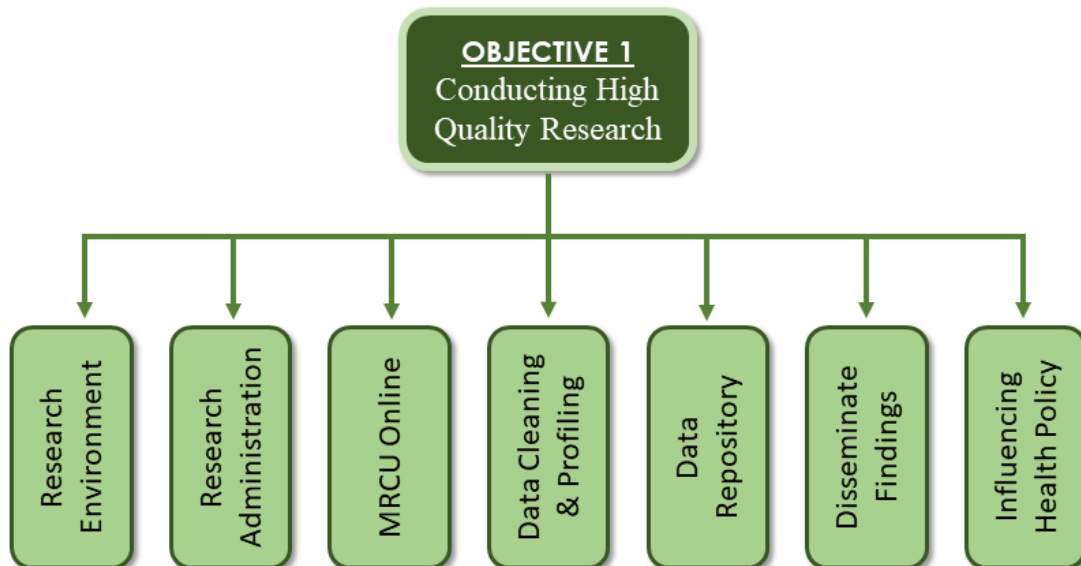 OBJECTIVE 1
Conducting High
Quality Research
Research
Environment
Research
Administration
MRCU Online
Data Cleaning
& Profiling
Data
Repository
Disseminate
Findings
Influencing
Health Policy